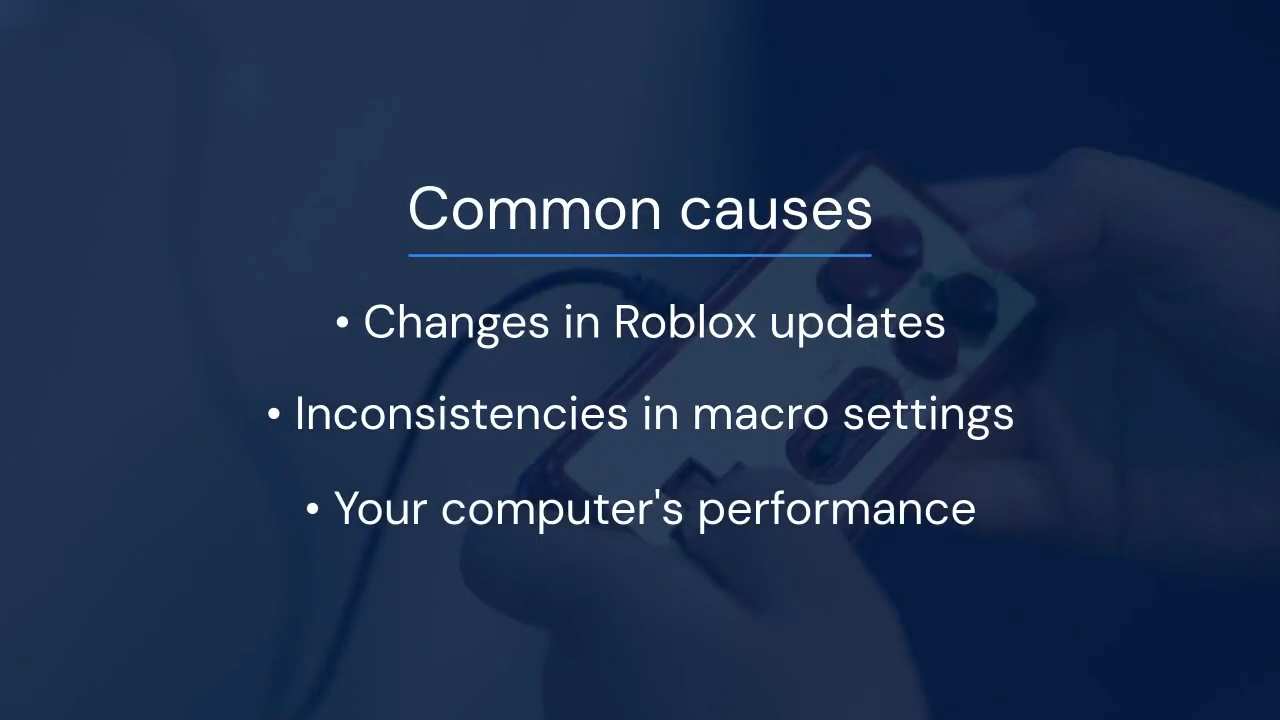 Common causes
• Changes in Roblox updates
• Inconsistencies in macro settings
• Your computer's performance